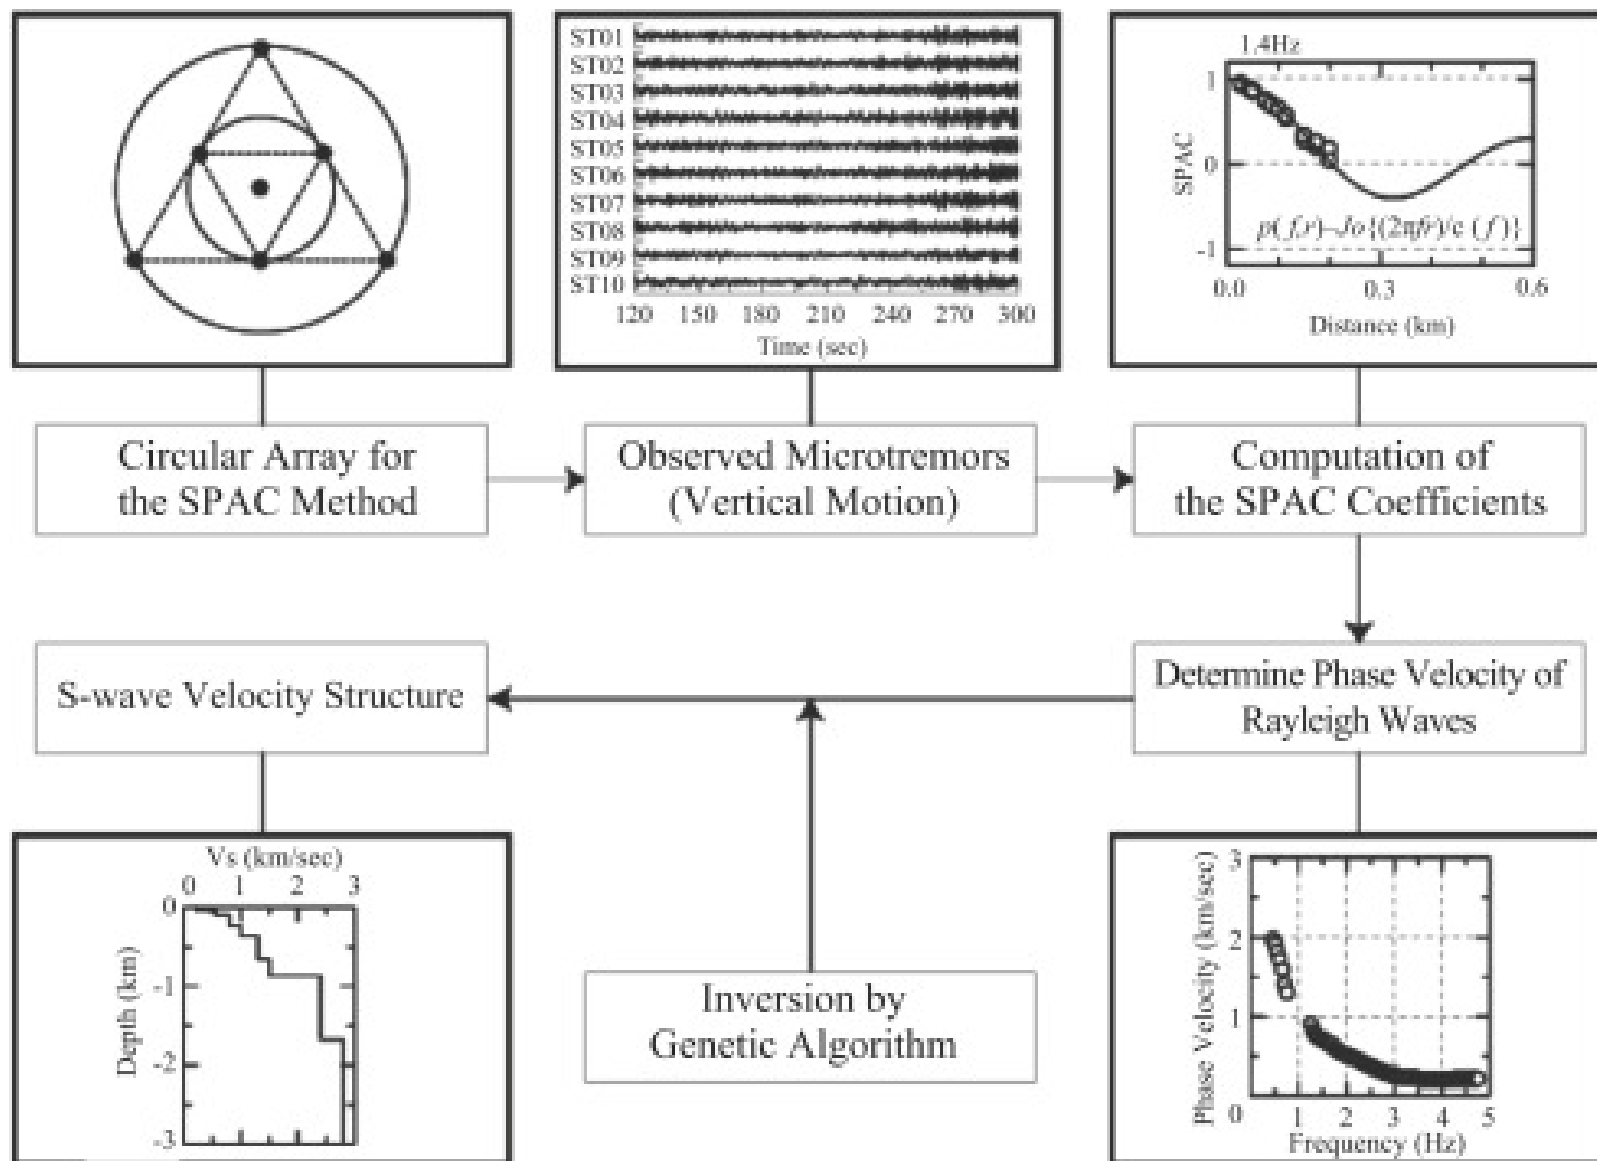 ST01
ST02
ST03
ST04
ST05
ST06
ST07
ST08
ST09
ST10
120 150 180 210 240 270 300
Time (sec)
1.4Hz
SPAC
1
0
-1
p(f,r)=Jo{(2πfr)/c (f)}
0.0 0.3 0.6
Distance (km)
Circular Array for
the SPAC Method
Observed Microtremors
(Vertical Motion)
Computation of
the SPAC Coefficients
S-wave Velocity Structure
Determine Phase Velocity of
Rayleigh Waves
Inversion by
Genetic Algorithm
Vs (km/sec)
0 1 2 3
Depth (km)
0
-1
-2
-3
Phase Velocity (km/sec)
3
2
1
0 1 2 3 4 5
Frequency (Hz)